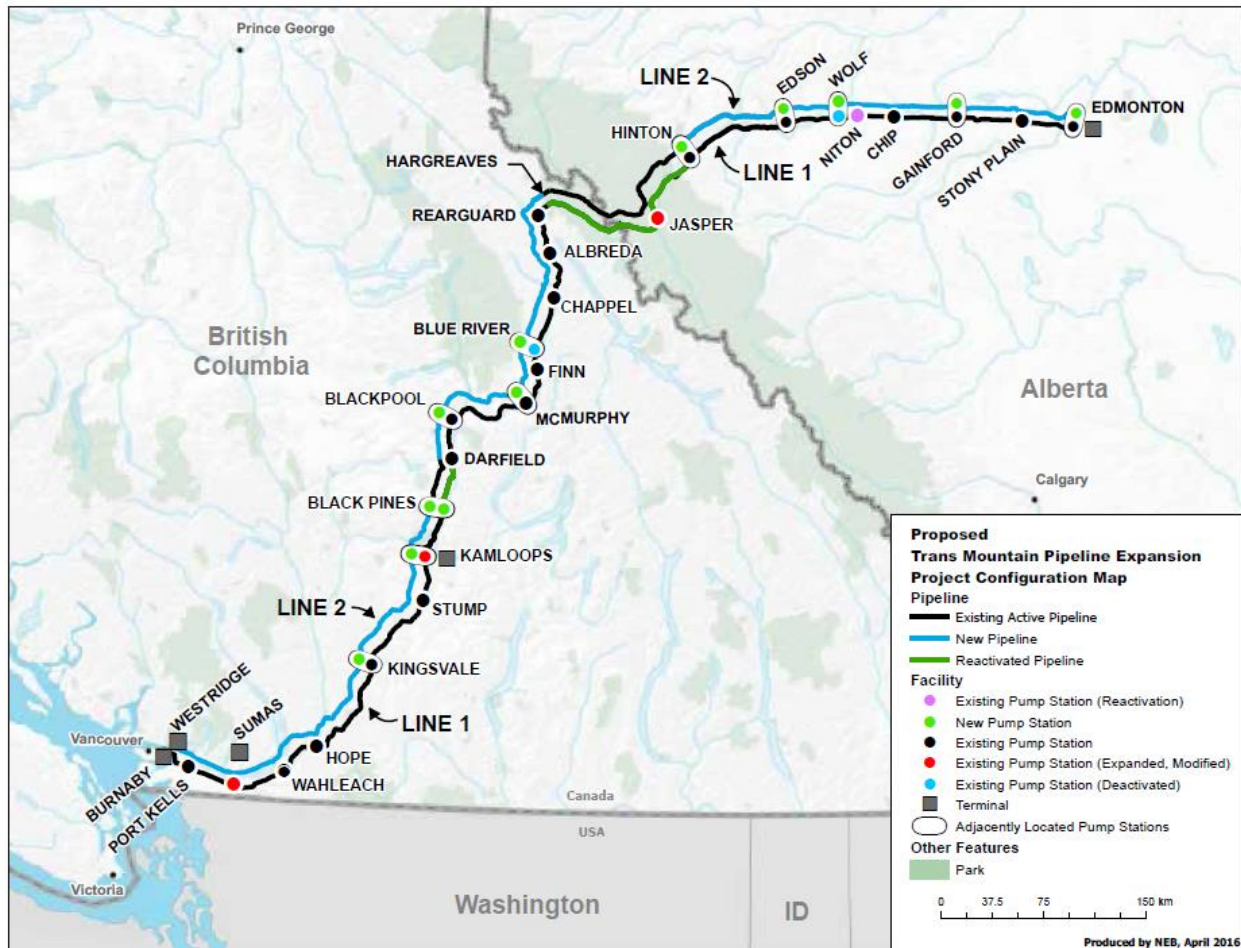 Prince George
LINE 2
EDSON
WOLF
EDMONTON
HINTON
NITON
CHIP
GAINFORD
STONY PLAIN
HARGREAVES
LINE 1
REARGUARD
JASPER
ALBREDA
CHAPPEL
British
Columbia
BLUE RIVER
FINN
Alberta
BLACKPOOL
MCMURPHY
DARFIELD
Calgary
BLACK PINES
KAMLOOPS
LINE 2
STUMP
KINGSVALE
LINE 1
WESTRIDGE
SUMAS
Vancouver
HOPE
BURNABY
PORT KELLS
WAHLEACH
Canada
USA
Victoria
Washington
ID
Proposed
Trans Mountain Pipeline Expansion
Project Configuration Map
Pipeline
Existing Active Pipeline
New Pipeline
Reactivated Pipeline
Facility
Existing Pump Station (Reactivation)
New Pump Station
Existing Pump Station
Existing Pump Station (Expanded, Modified)
Existing Pump Station (Deactivated)
Terminal
Adjacently Located Pump Stations
Other Features
Park
0 37.5 75 150 km
Produced by NEB, April 2016